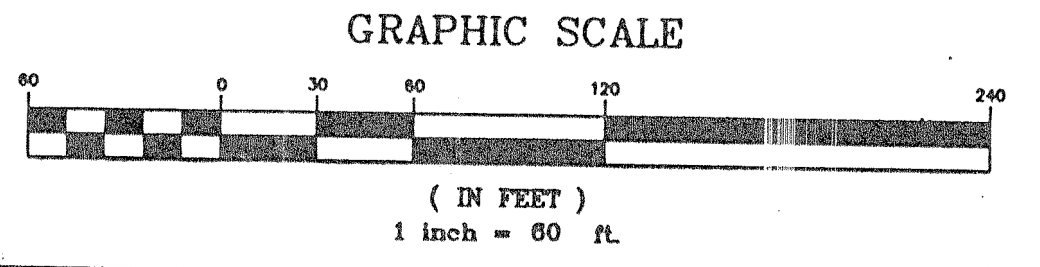 GRAPHIC SCALE
60 0 30 60 120 240
( IN FEET )
1 inch = 60 ft.